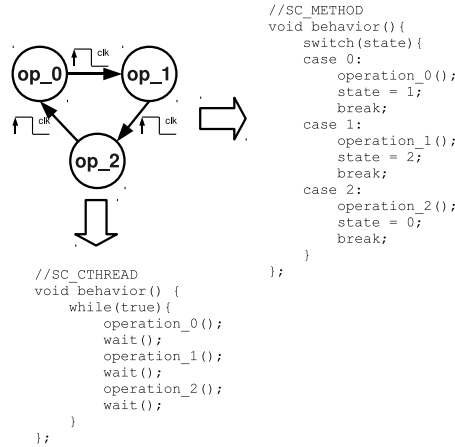 op_0
clk
op_1
clk
clk
op_2
//SC_METHOD
void behavior(){
switch(state){
case 0:
operation_0();
state = 1;
break;
case 1:
operation_1();
state = 2;
break;
case 2:
operation_2();
state = 0;
break;
}
};
//SC_CTHREAD
void behavior() {
while(true){
operation_0();
wait();
operation_1();
wait();
operation_2();
wait();
}
};